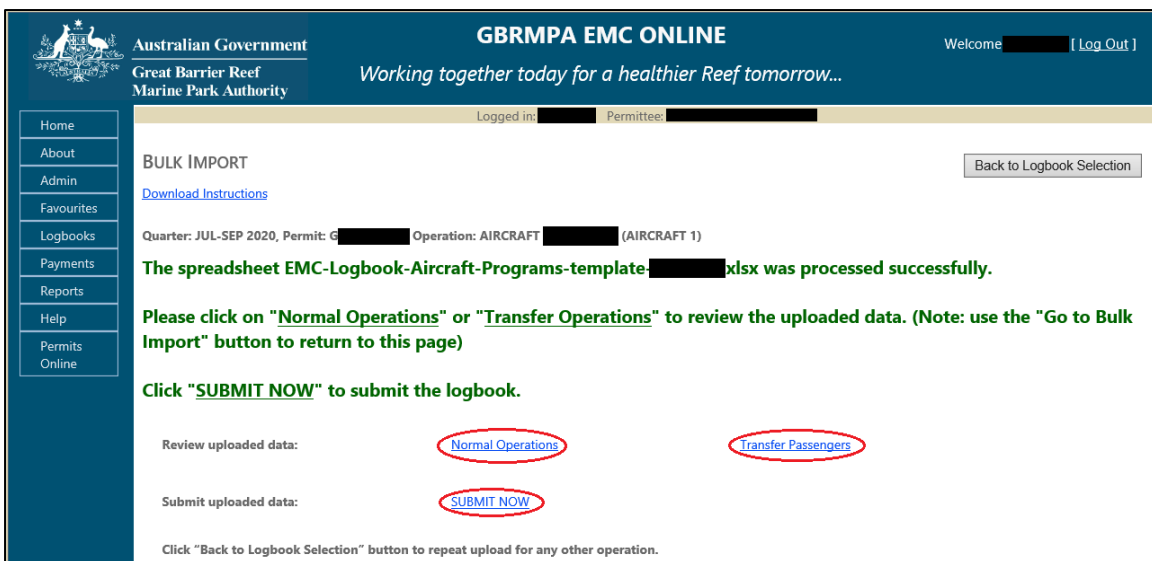 Australian Government
Great Barrier Reef
Marine Park Authority
GBRMPA EMC ONLINE
Working together today for a healthier Reef tomorrow...
Welcome [ Log Out ]
Logged in: Permittee:
Home
About
Admin
Favourites
Logbooks
Payments
Reports
Help
Permits
Online
BULK IMPORT
Back to Logbook Selection
Download Instructions
Quarter: JUL-SEP 2020, Permit: G Operation: AIRCRAFT (AIRCRAFT 1)
The spreadsheet EMC-Logbook-Aircraft-Programs-template- xlsx was processed successfully.
Please click on "Normal Operations" or "Transfer Operations" to review the uploaded data. (Note: use the "Go to Bulk
Import" button to return to this page)
Click "SUBMIT NOW" to submit the logbook.
Review uploaded data: Normal Operations Transfer Passengers
Submit uploaded data: SUBMIT NOW
Click "Back to Logbook Selection" button to repeat upload for any other operation.